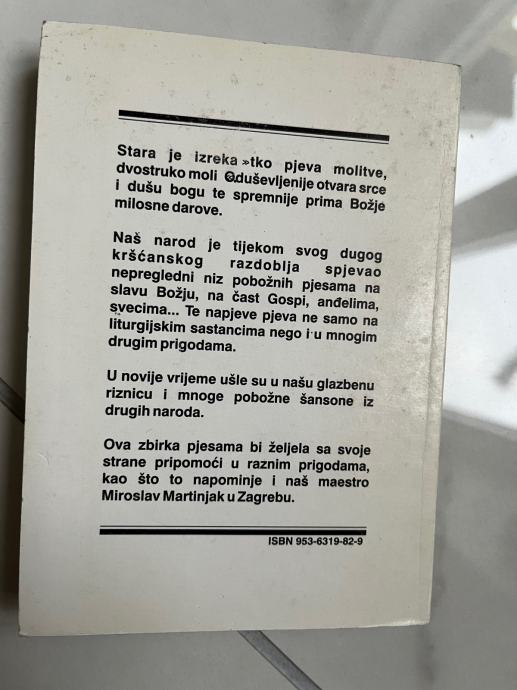 Stara je izreka »tko pjeva molitve,
dvostruko moli Oduševljenije otvara srce
i dušu bogu te spremnije prima Božje
milosne darove.
Naš narod je tijekom svog dugog
kršćanskog razdoblja spjevao
nepregledni niz pobožnih pjesama na
slavu Božju, na čast Gospi, anđelima,
svecima... Te napjeve pjeva ne samo na
liturgijskim sastancima nego i u mnogim
drugim prigodama.
U novije vrijeme ušle su u našu glazbenu
riznicu i mnoge pobožne šansone iz
drugih naroda.
Ova zbirka pjesama bi željela sa svoje
strane pripomoći u raznim prigodama,
kao što to napominje i naš maestro
Miroslav Martinjak u Zagrebu.
ISBN 953-6319-82-9